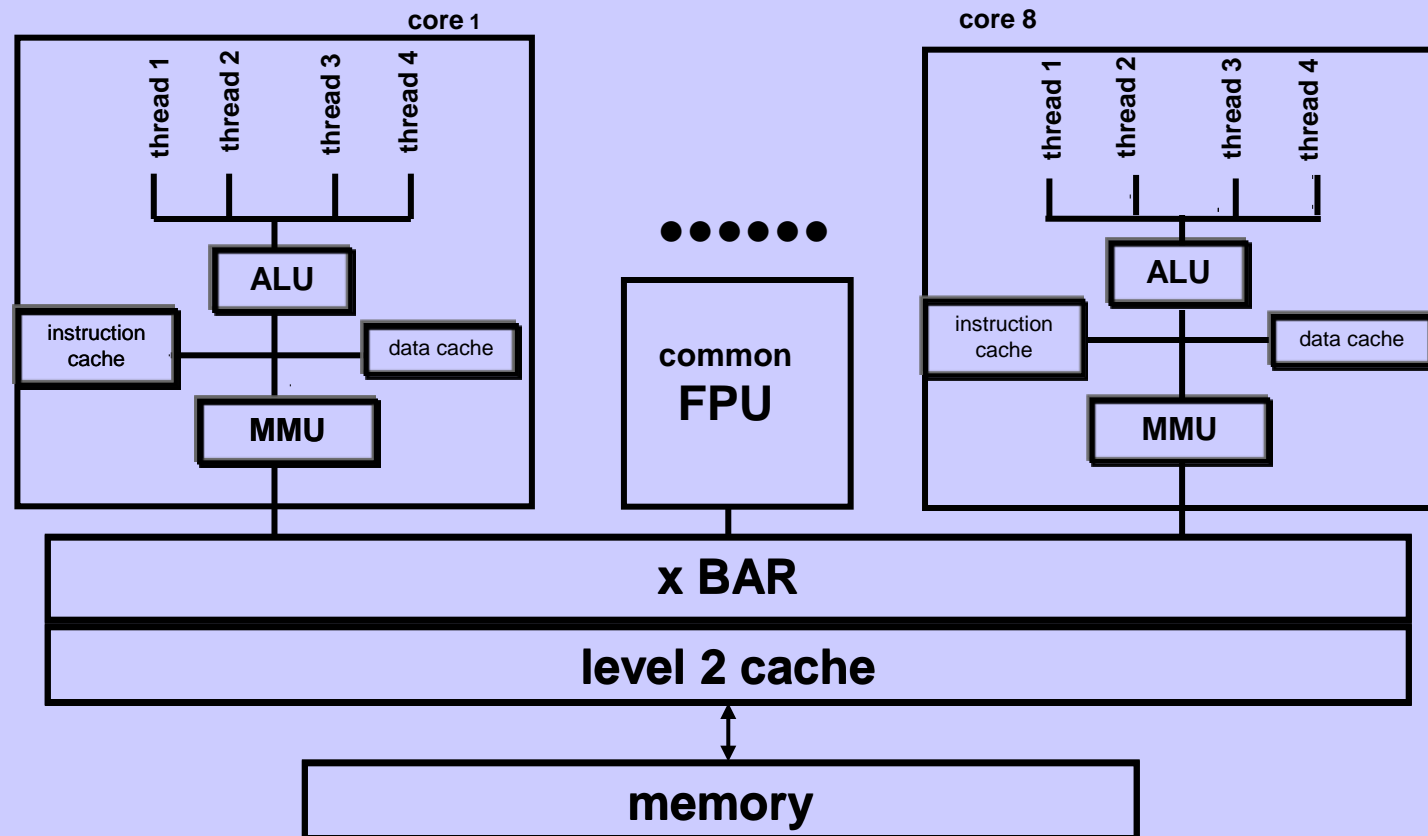 core 1
core 8
thread 1
thread 2
thread 3
thread 4
thread 1
thread 2
thread 3
thread 4
ALU
ALU
instruction
cache
data cache
common
FPU
instruction
cache
data cache
MMU
MMU
x BAR
level 2 cache
memory